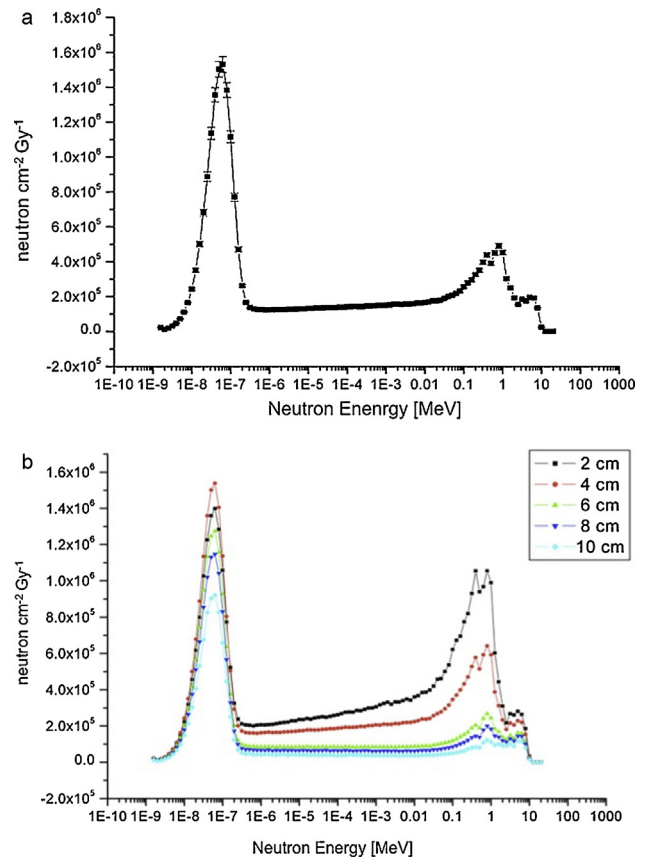 a
1.8x10⁶
1.6x10⁶
1.4x10⁶
1.2x10⁶
1.0x10⁶
8.0x10⁵
6.0x10⁵
4.0x10⁵
2.0x10⁵
0.0
-2.0x10⁵
neutron cm⁻² Gy⁻¹
1E-10 1E-9 1E-8 1E-7 1E-6 1E-5 1E-4 1E-3 0.01 0.1 1 10 100 1000
Neutron Enenrgy [MeV]
b
2 cm
4 cm
6 cm
8 cm
10 cm
1.6x10⁶
1.4x10⁶
1.2x10⁶
1.0x10⁶
8.0x10⁵
6.0x10⁵
4.0x10⁵
2.0x10⁵
0.0
-2.0x10⁵
neutron cm⁻² Gy⁻¹
1E-10 1E-9 1E-8 1E-7 1E-6 1E-5 1E-4 1E-3 0.01 0.1 1 10 100 1000
Neutron Energy [MeV]